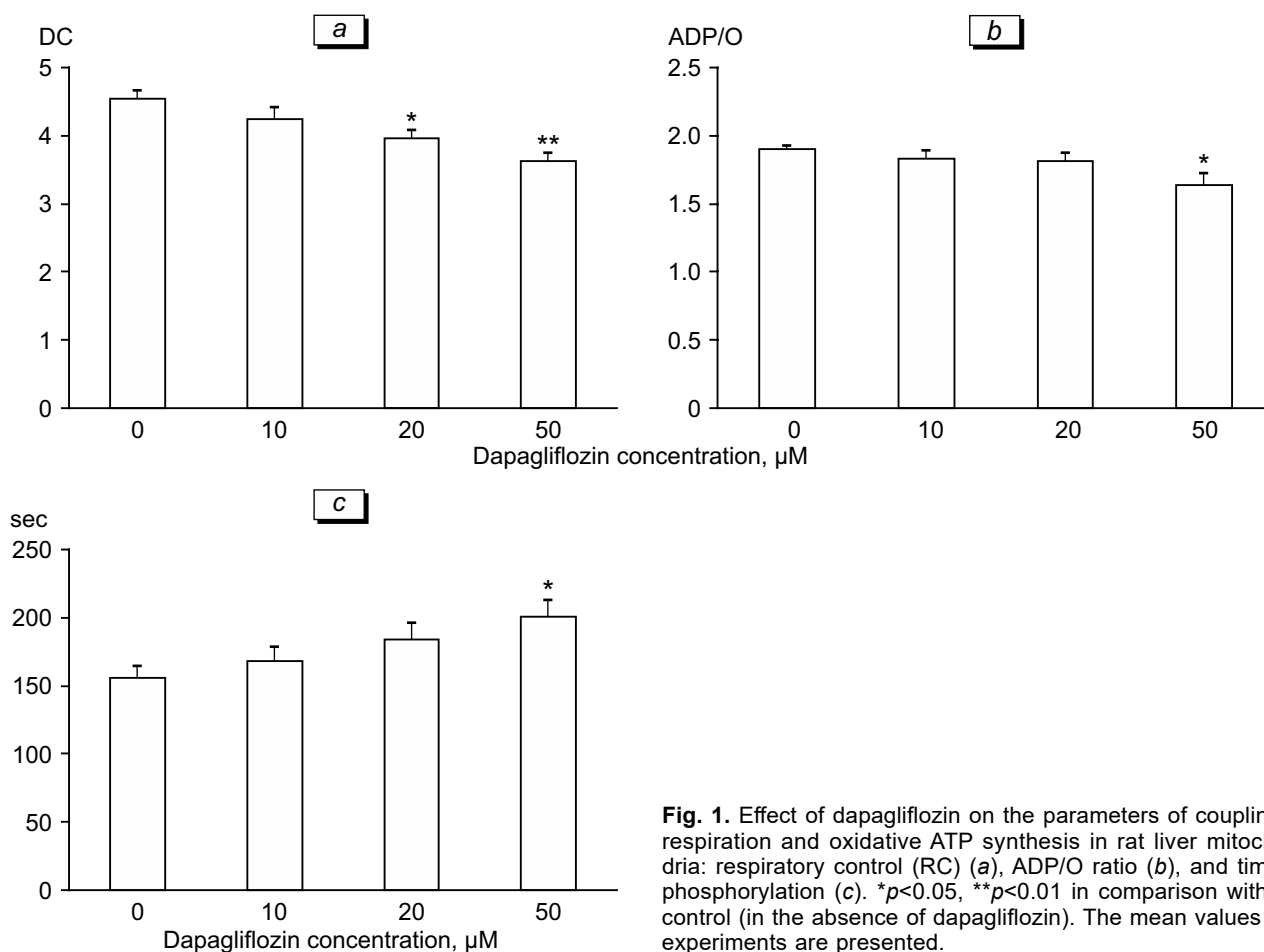 a
DC
5
4
3
2
1
0
*
**
0 10 20 50
b
ADP/O
2.5
2.0
1.5
1.0
0.5
0
*
0 10 20 50
Dapagliflozin concentration, µM
c
sec
250
200
150
100
50
0
*
0 10 20 50
Dapagliflozin concentration, µM
Fig. 1. Effect of dapagliflozin on the parameters of couplin
respiration and oxidative ATP synthesis in rat liver mitoc
dria: respiratory control (RC) (a), ADP/O ratio (b), and tim
phosphorylation (c). *p<0.05, **p<0.01 in comparison with
control (in the absence of dapagliflozin). The mean values
experiments are presented.